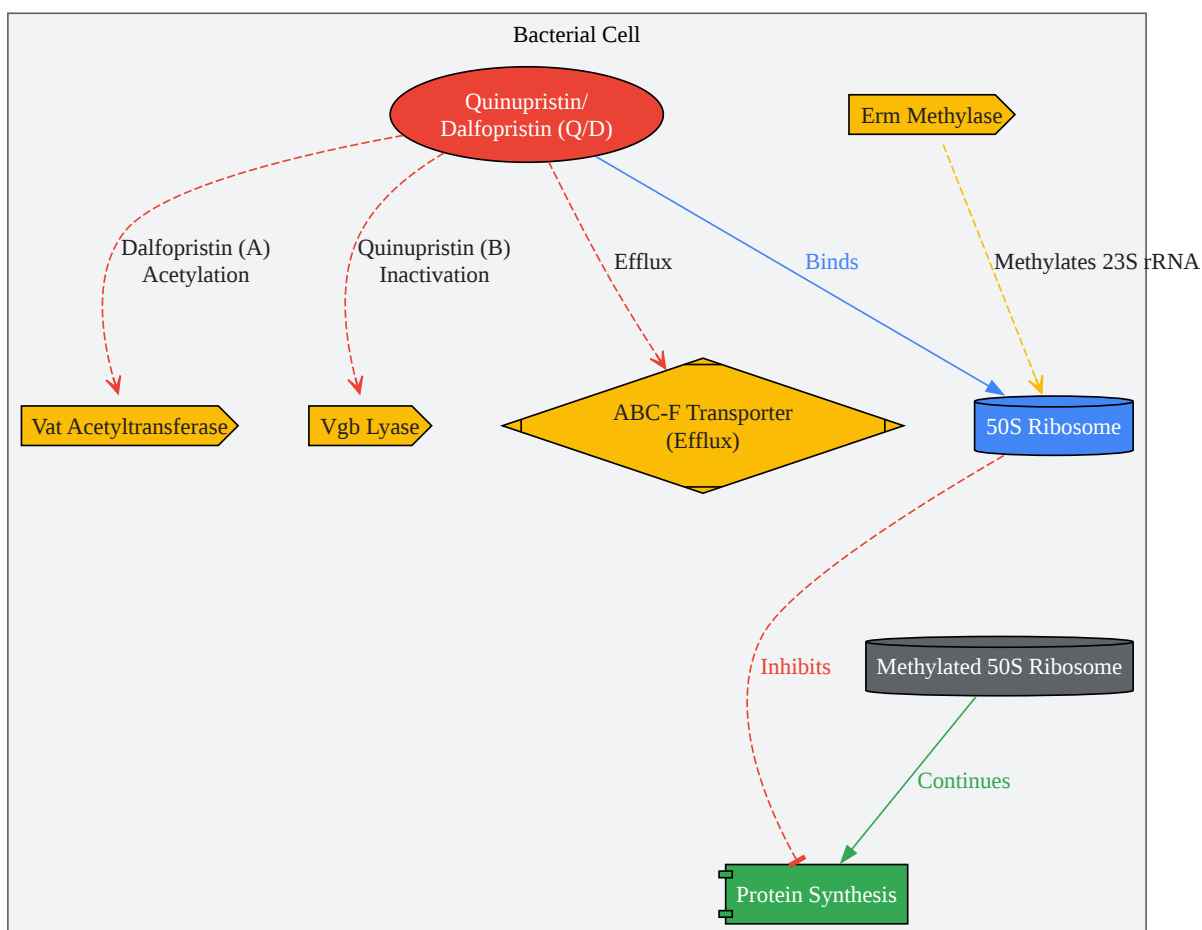 Bacterial Cell
Quinupristin/
Dalfopristin (Q/D)
Erm Methylase
Dalfopristin (A)
Acetylation
Quinupristin (B)
Inactivation
Efflux
Binds
Methylates 23S rRNA
Vat Acetyltransferase
Vgb Lyase
ABC-F Transporter
(Efflux)
50S Ribosome
Inhibits
Methylated 50S Ribosome
Continues
Protein Synthesis